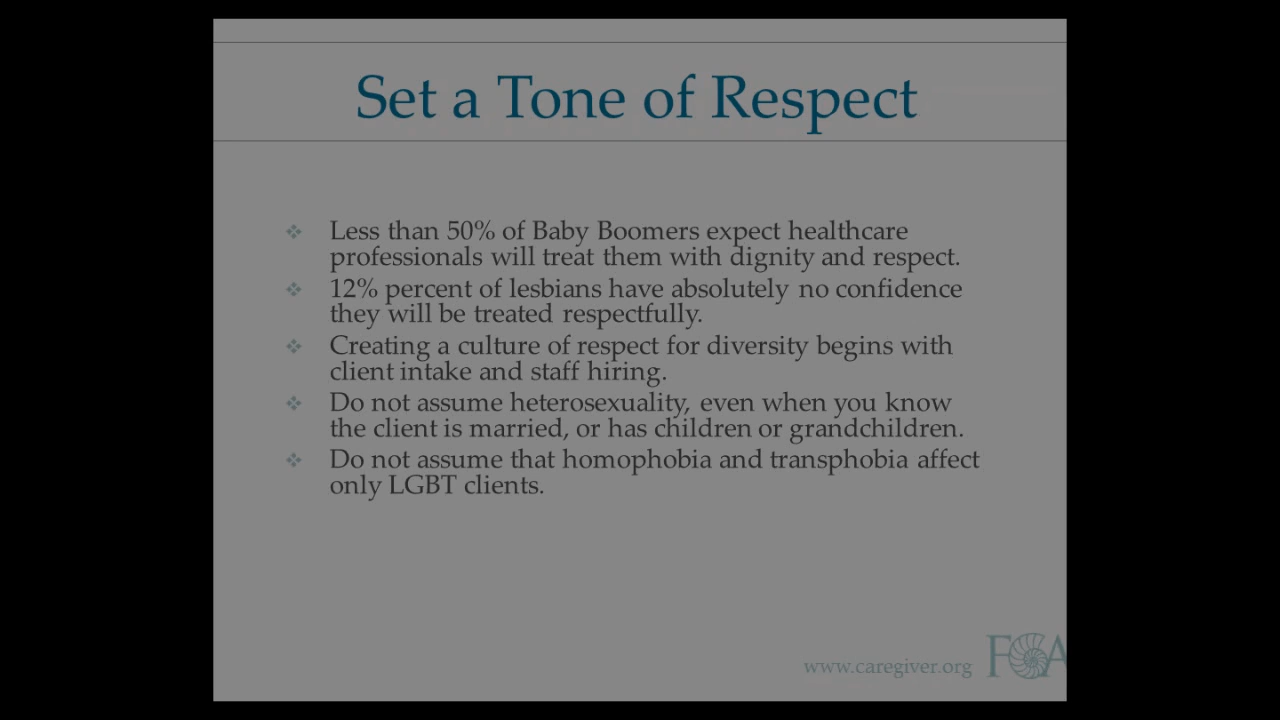 Set a Tone of Respect
Less than 50% of Baby Boomers expect healthcare
professionals will treat them with dignity and respect.
12% percent of lesbians have absolutely no confidence
they will be treated respectfully.
Creating a culture of respect for diversity begins with
client intake and staff hiring.
Do not assume heterosexuality, even when you know
the client is married, or has children or grandchildren.
Do not assume that homophobia and transphobia affect
only LGBT clients.
www.caregiver.org
FCA